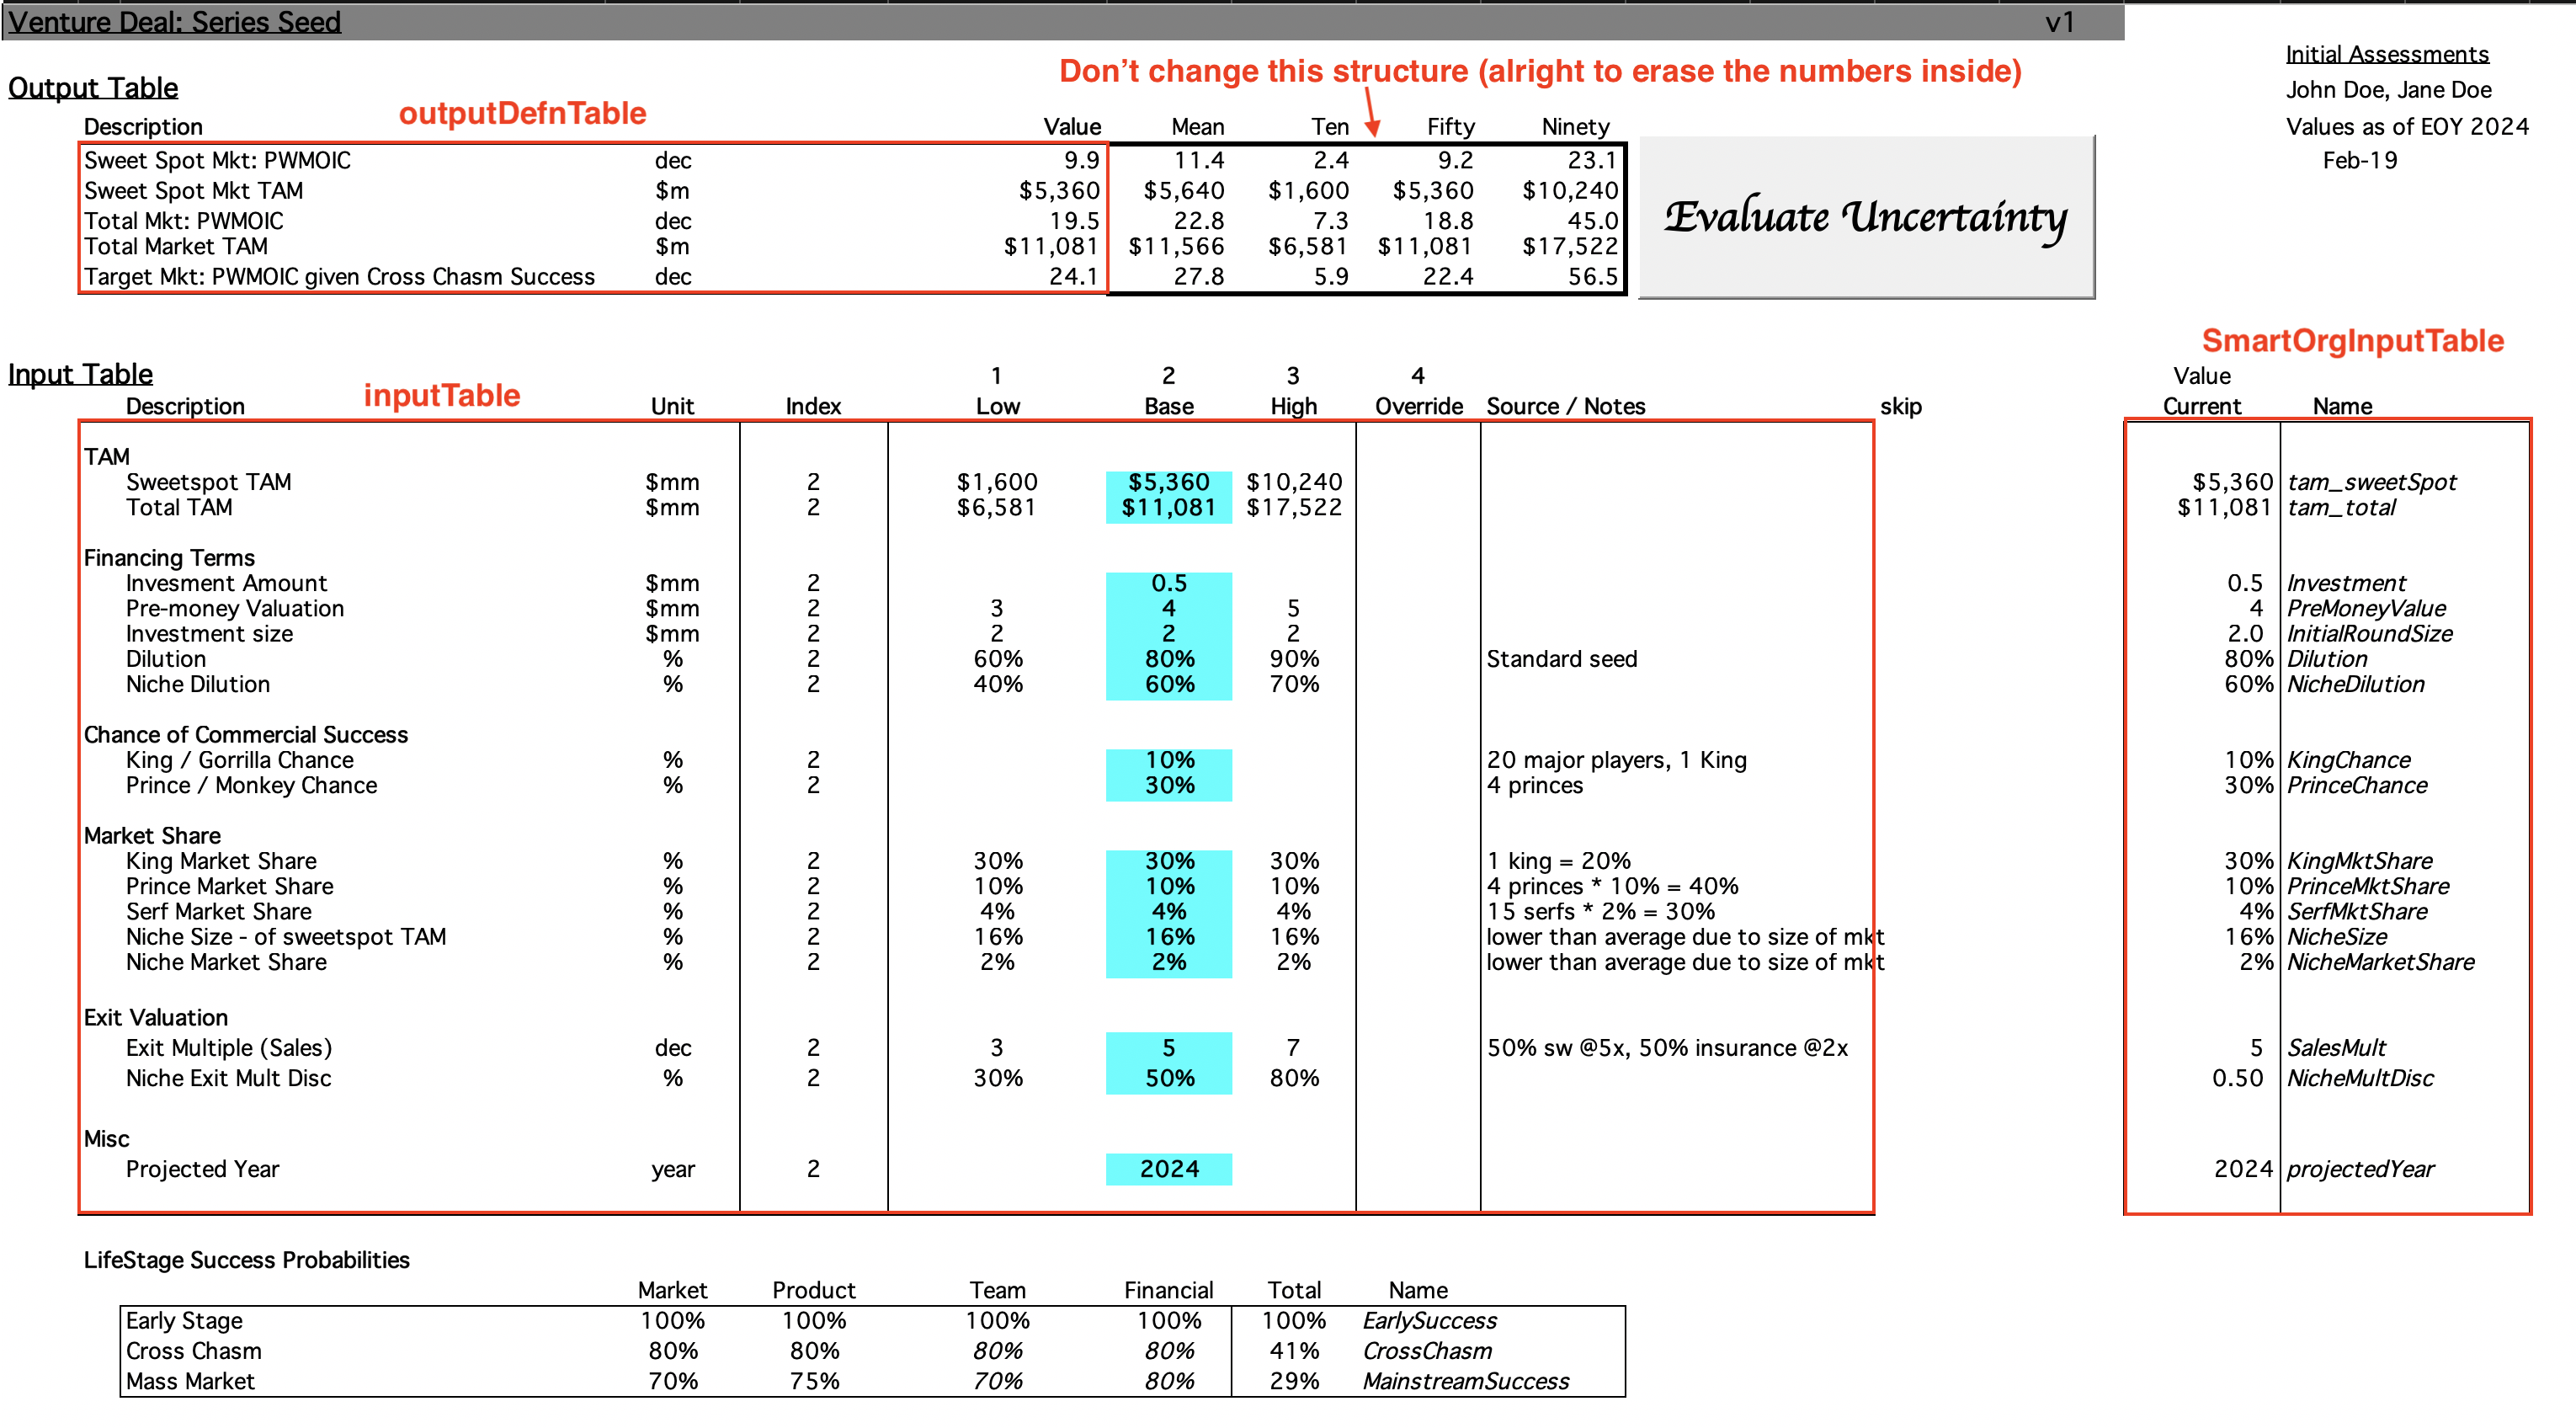 Venture Deal: Series Seed v1
Don't change this structure (alright to erase the numbers inside)
Initial Assessments
John Doe, Jane Doe
Values as of EOY 2024
Feb-19
Output Table
outputDefnTable
Description Value Mean Ten Fifty Ninety
Sweet Spot Mkt: PWMOIC dec 9.9 11.4 2.4 9.2 23.1
Sweet Spot Mkt TAM $m $5,360 $5,640 $1,600 $5,360 $10,240
Total Mkt: PWMOIC dec 19.5 22.8 7.3 18.8 45.0
Total Market TAM $m $11,081 $11,566 $6,581 $11,081 $17,522
Target Mkt: PWMOIC given Cross Chasm Success dec 24.1 27.8 5.9 22.4 56.5
Evaluate Uncertainty
SmartOrgInputTable
Input Table 1 2 3 4 Value
inputTable
Description Unit Index Low Base High Override Source / Notes skip Current Name
TAM
Sweetspot TAM $mm 2 $1,600 $5,360 $10,240 $5,360 tam_sweetSpot
Total TAM $mm 2 $6,581 $11,081 $17,522 $11,081 tam_total
Financing Terms
Invesment Amount $mm 2 0.5 0.5 Investment
Pre-money Valuation $mm 2 3 4 5 4 PreMoneyValue
Investment size $mm 2 2 2 2 2.0 InitialRoundSize
Dilution % 2 60% 80% 90% Standard seed 80% Dilution
Niche Dilution % 2 40% 60% 70% 60% NicheDilution
Chance of Commercial Success
King / Gorrilla Chance % 2 10% 20 major players, 1 King 10% KingChance
Prince / Monkey Chance % 2 30% 4 princes 30% PrinceChance
Market Share
King Market Share % 2 30% 30% 30% 1 king = 20% 30% KingMktShare
Prince Market Share % 2 10% 10% 10% 4 princes * 10% = 40% 10% PrinceMktShare
Serf Market Share % 2 4% 4% 4% 15 serfs * 2% = 30% 4% SerfMktShare
Niche Size - of sweetspot TAM % 2 16% 16% 16% lower than average due to size of mkt 16% NicheSize
Niche Market Share % 2 2% 2% 2% lower than average due to size of mkt 2% NicheMarketShare
Exit Valuation
Exit Multiple (Sales) dec 2 3 5 7 50% sw @5x, 50% insurance @2x 5 SalesMult
Niche Exit Mult Disc % 2 30% 50% 80% 0.50 NicheMultDisc
Misc
Projected Year year 2 2024 2024 projectedYear
LifeStage Success Probabilities
Market Product Team Financial Total Name
Early Stage 100% 100% 100% 100% 100% EarlySuccess
Cross Chasm 80% 80% 80% 80% 41% CrossChasm
Mass Market 70% 75% 70% 80% 29% MainstreamSuccess